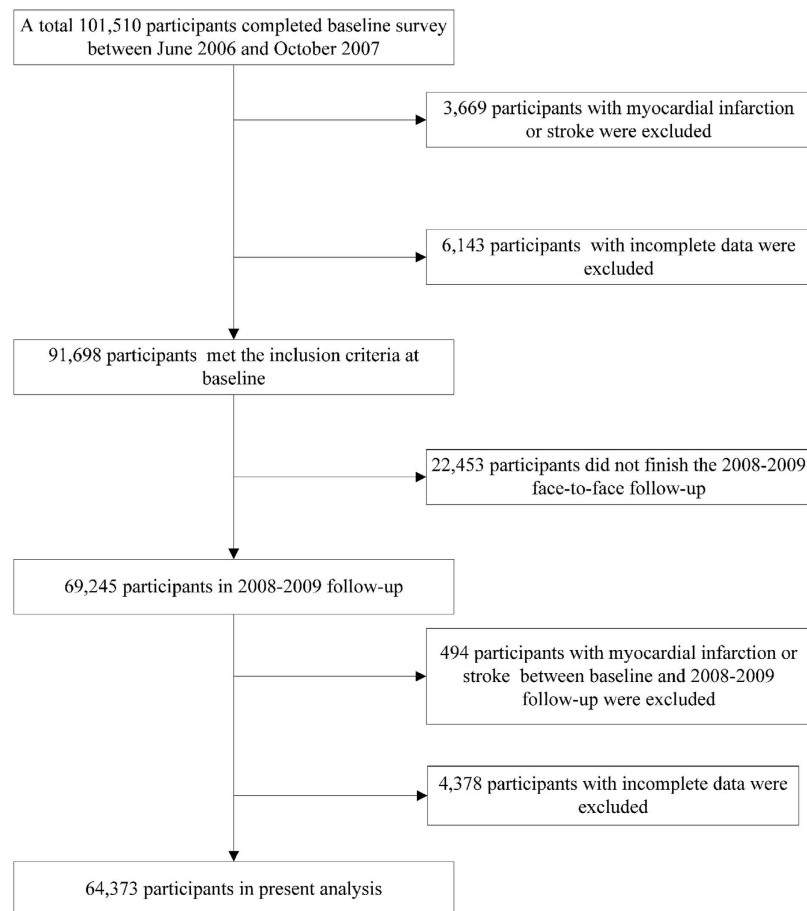 A total 101,510 participants completed baseline survey
between June 2006 and October 2007
3,669 participants with myocardial infarction
or stroke were excluded
6,143 participants with incomplete data were
excluded
91,698 participants met the inclusion criteria at
baseline
22,453 participants did not finish the 2008-2009
face-to-face follow-up
69,245 participants in 2008-2009 follow-up
494 participants with myocardial infarction or
stroke between baseline and 2008-2009
follow-up were excluded
4,378 participants with incomplete data were
excluded
64,373 participants in present analysis